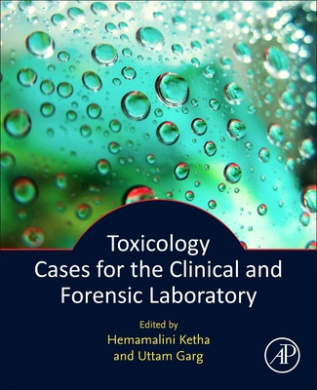 Toxicology
Cases for the Clinical and
Forensic Laboratory
Edited by
Hemamalini Ketha
and Uttam Garg
AP